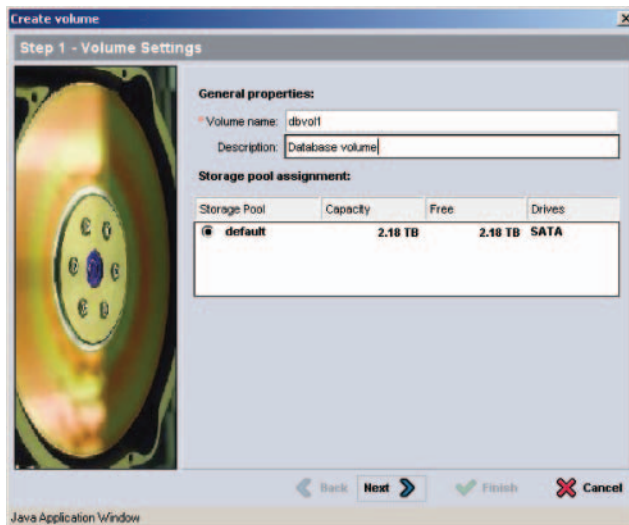 Create volume
Step 1 - Volume Settings
General properties:
* Volume name: dbvol1
Description: Database volume
Storage pool assignment:
Storage Pool Capacity Free Drives
default 2.18 TB 2.18 TB SATA
Back Next Finish Cancel
Java Application Window